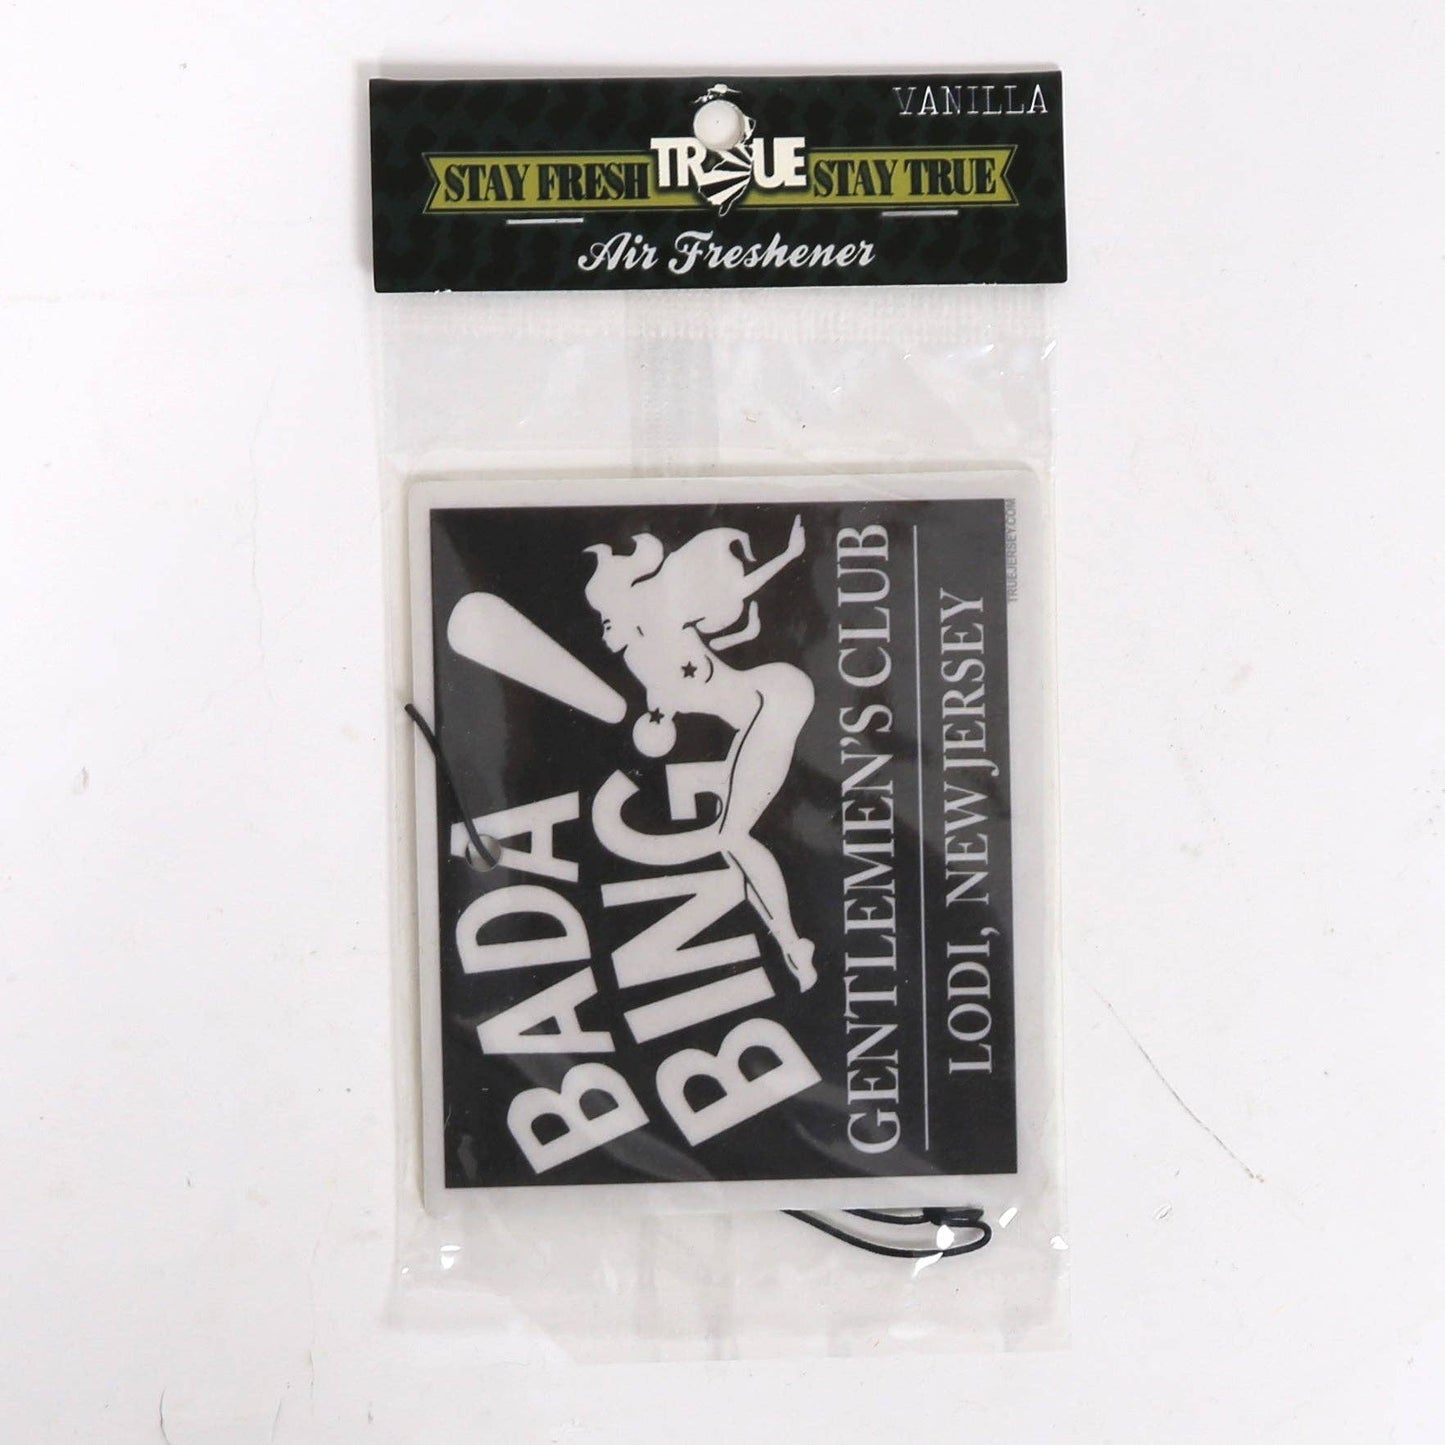 VANILLA
STAY FRESH TRUE STAY TRUE
Air Freshener
BADA
BING!
GENTLEMEN'S CLUB
LODI, NEW JERSEY
TRUEJERSEY.COM